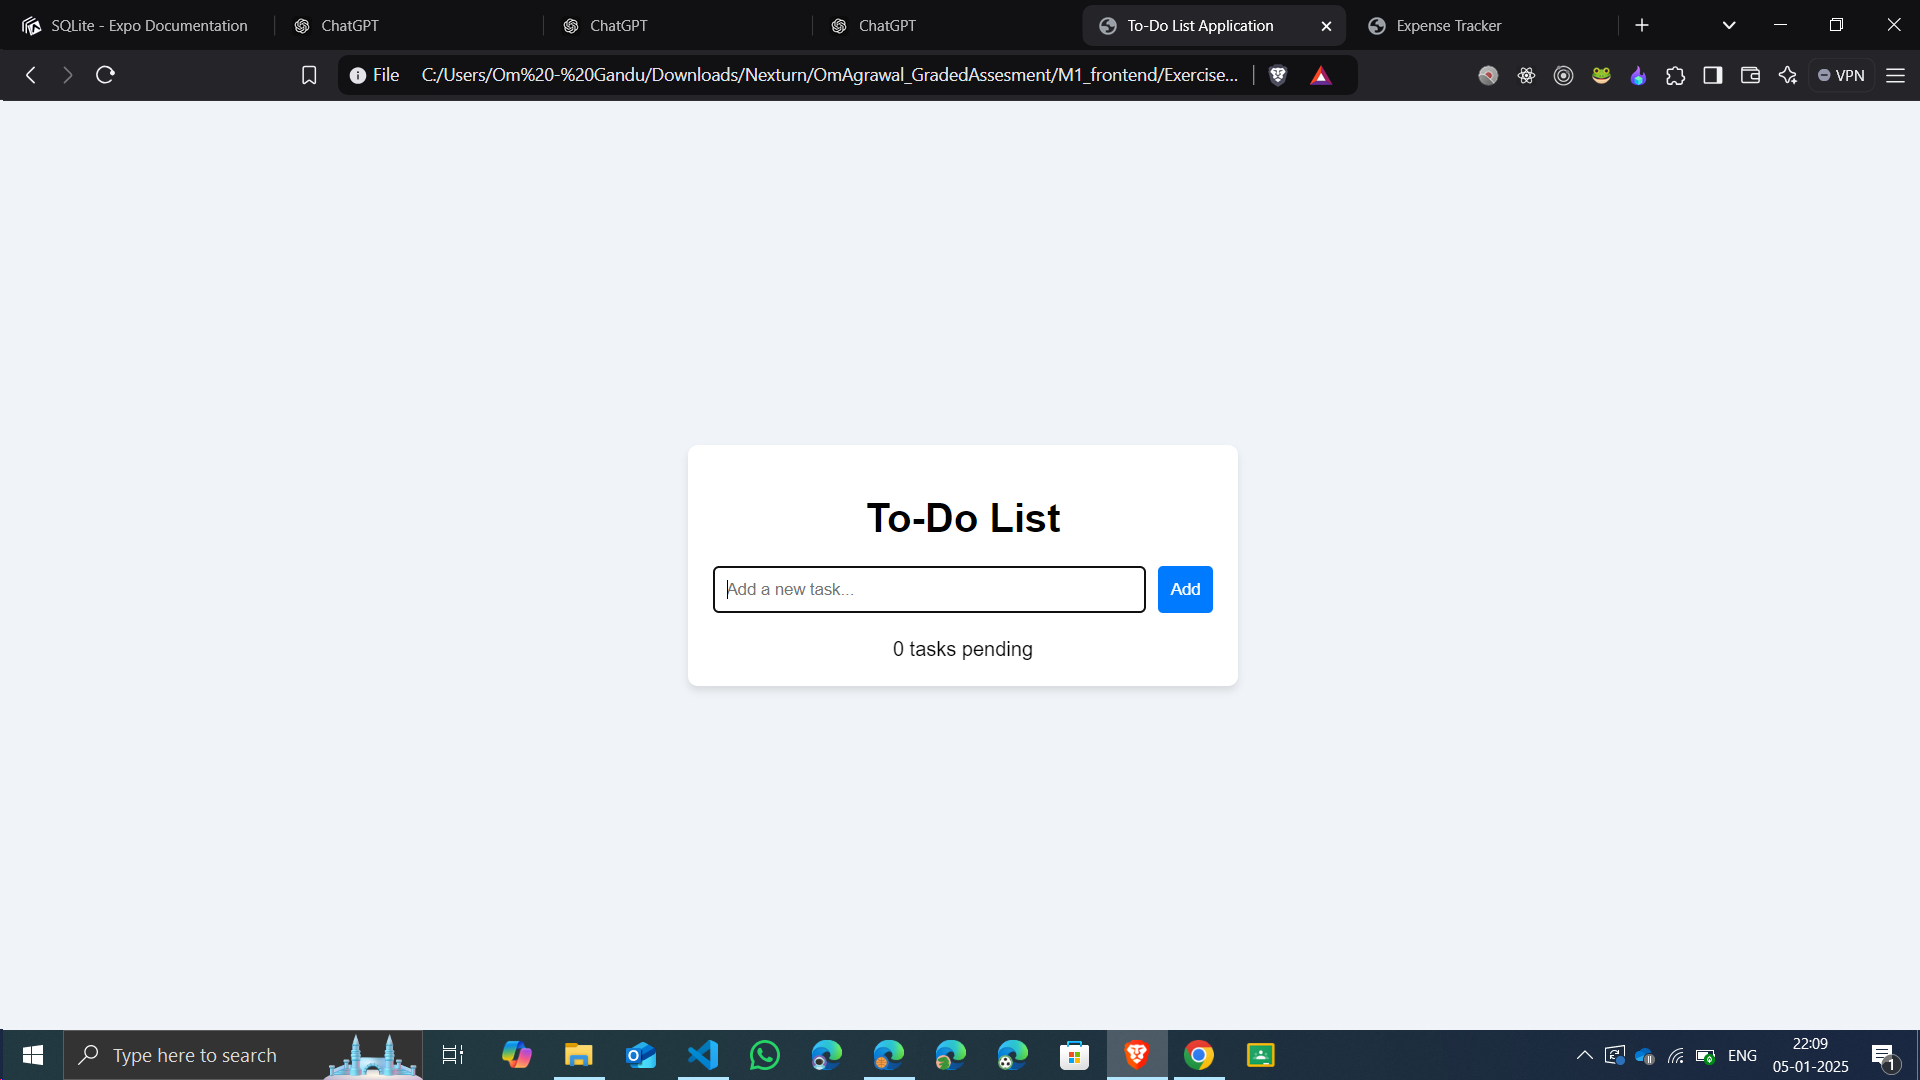 SQLite - Expo Documentation
ChatGPT
ChatGPT
ChatGPT
To-Do List Application
Expense Tracker
File
C:/Users/Om%20-%20Gandu/Downloads/Nexturn/OmAgrawal_GradedAssesment/M1_frontend/Exercise...
VPN
To-Do List
Add a new task...
Add
0 tasks pending
Type here to search
ENG
22:09
05-01-2025
1